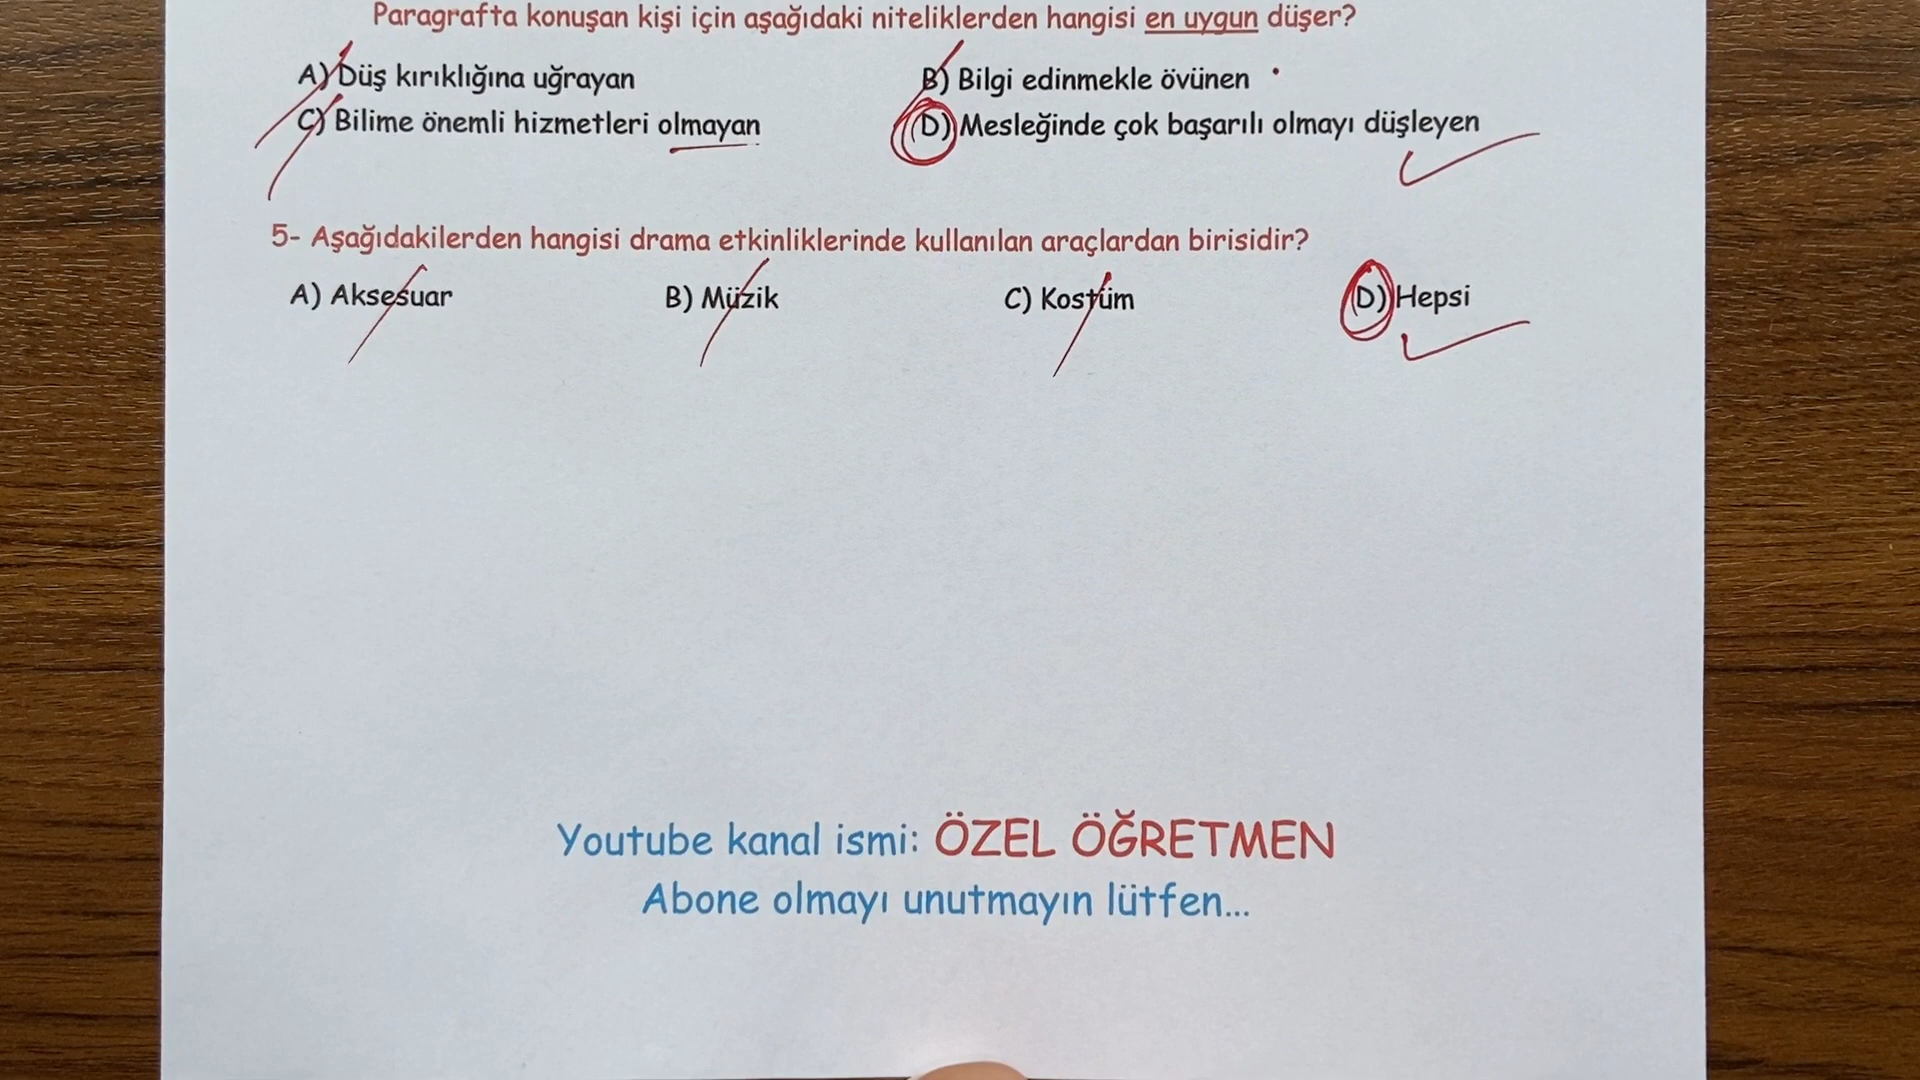 Paragrafta konuşan kişi için aşağıdaki niteliklerden hangisi en uygun düşer?
A) Düş kırıklığına uğrayan B) Bilgi edinmekle övünen
C) Bilime önemli hizmetleri olmayan D) Mesleğinde çok başarılı olmayı düşleyen
5- Aşağıdakilerden hangisi drama etkinliklerinde kullanılan araçlardan birisidir?
A) Aksesuar B) Müzik C) Kostüm D) Hepsi
Youtube kanal ismi: ÖZEL ÖĞRETMEN
Abone olmayı unutmayın lütfen...